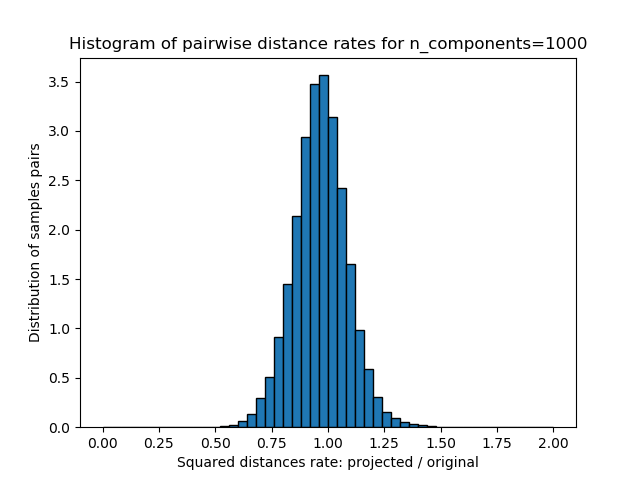 Histogram of pairwise distance rates for n_components=1000
Distribution of samples pairs
3.5
3.0
2.5
2.0
1.5
1.0
0.5
0.0
0.00 0.25 0.50 0.75 1.00 1.25 1.50 1.75 2.00
Squared distances rate: projected / original